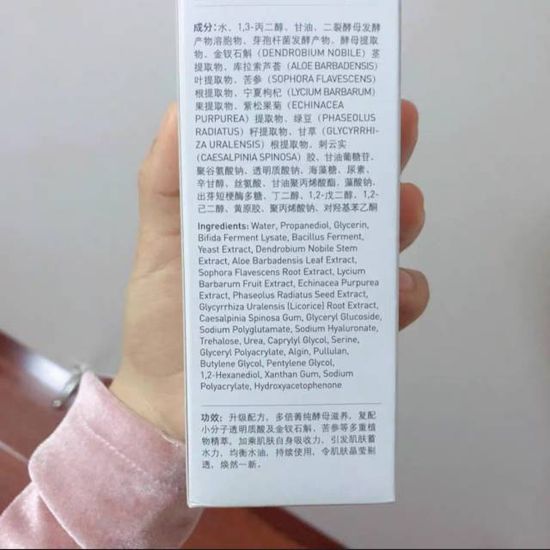 成分：水、1,3-丙二醇、甘油、二裂酵母发酵
产物溶胞物、芽孢杆菌发酵产物、酵母提取
物、金钗石斛（DENDROBIUM NOBILE）茎
提取物、库拉索芦荟（ALOE BARBADENSIS）
叶提取物、苦参（SOPHORA FLAVESCENS）
根提取物、宁夏枸杞（LYCIUM BARBARUM）
果提取物、紫松果菊（ECHINACEA
PURPUREA）提取物、绿豆（PHASEOLUS
RADIATUS）籽提取物、甘草（GLYCYRRHI-
ZA URALENSIS）根提取物、刺云实
（CAESALPINIA SPINOSA）胶、甘油葡糖苷、
聚谷氨酸钠、透明质酸钠、海藻糖、尿素、
辛甘醇、丝氨酸、甘油聚丙烯酸酯、藻酸钠、
出芽短梗酶多糖、丁二醇、1,2-戊二醇、1,2-
己二醇、黄原胶、聚丙烯酸钠、对羟基苯乙酮
Ingredients: Water, Propanediol, Glycerin,
Bifida Ferment Lysate, Bacillus Ferment,
Yeast Extract, Dendrobium Nobile Stem
Extract, Aloe Barbadensis Leaf Extract,
Sophora Flavescens Root Extract, Lycium
Barbarum Fruit Extract, Echinacea Purpurea
Extract, Phaseolus Radiatus Seed Extract,
Glycyrrhiza Uralensis (Licorice) Root Extract,
Caesalpinia Spinosa Gum, Glyceryl Glucoside,
Sodium Polyglutamate, Sodium Hyaluronate,
Trehalose, Urea, Caprylyl Glycol, Serine,
Glyceryl Polyacrylate, Algin, Pullulan,
Butylene Glycol, Pentylene Glycol,
1,2-Hexanediol, Xanthan Gum, Sodium
Polyacrylate, Hydroxyacetophenone
功效：升级配方，多倍菁纯酵母滋养，复配
小分子透明质酸及金钗石斛、苦参等多重植
物精萃，加乘肌肤自身吸收力，引发肌肤蓄
水力，均衡水油，持续使用，令肌肤晶莹剔
透，焕然一新。